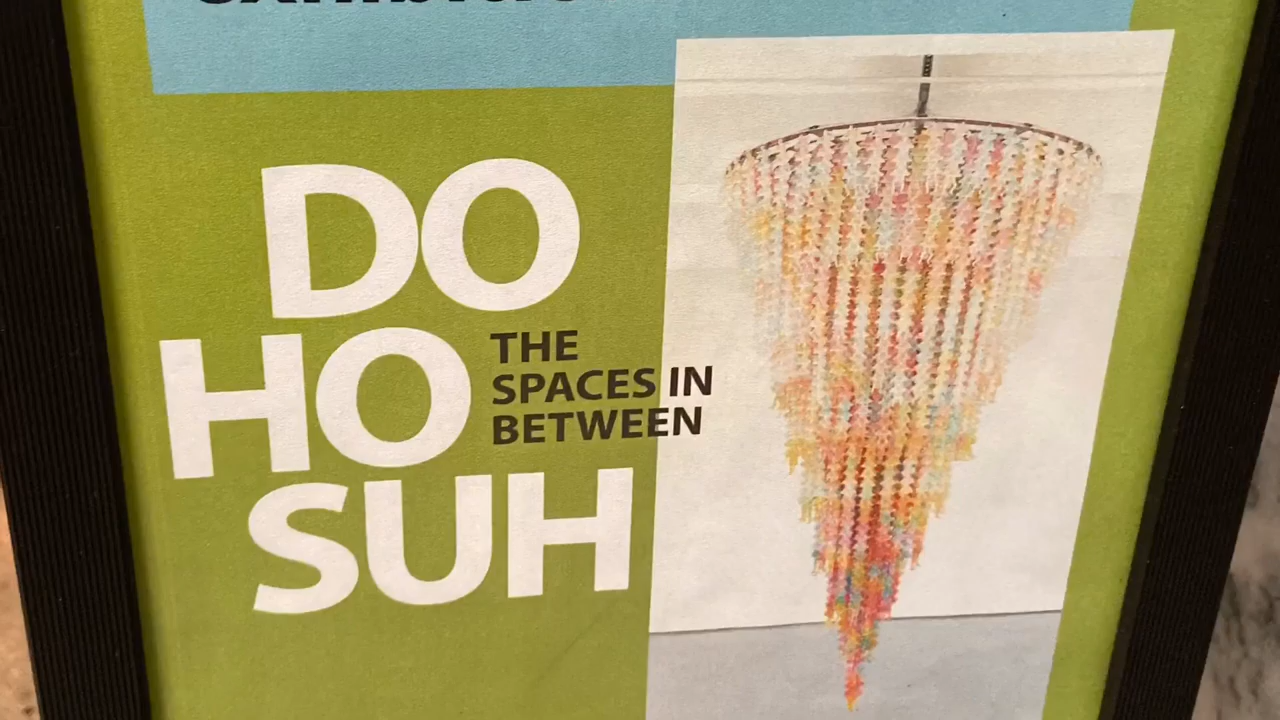 DO
HO
SUH
THE
SPACES IN
BETWEEN